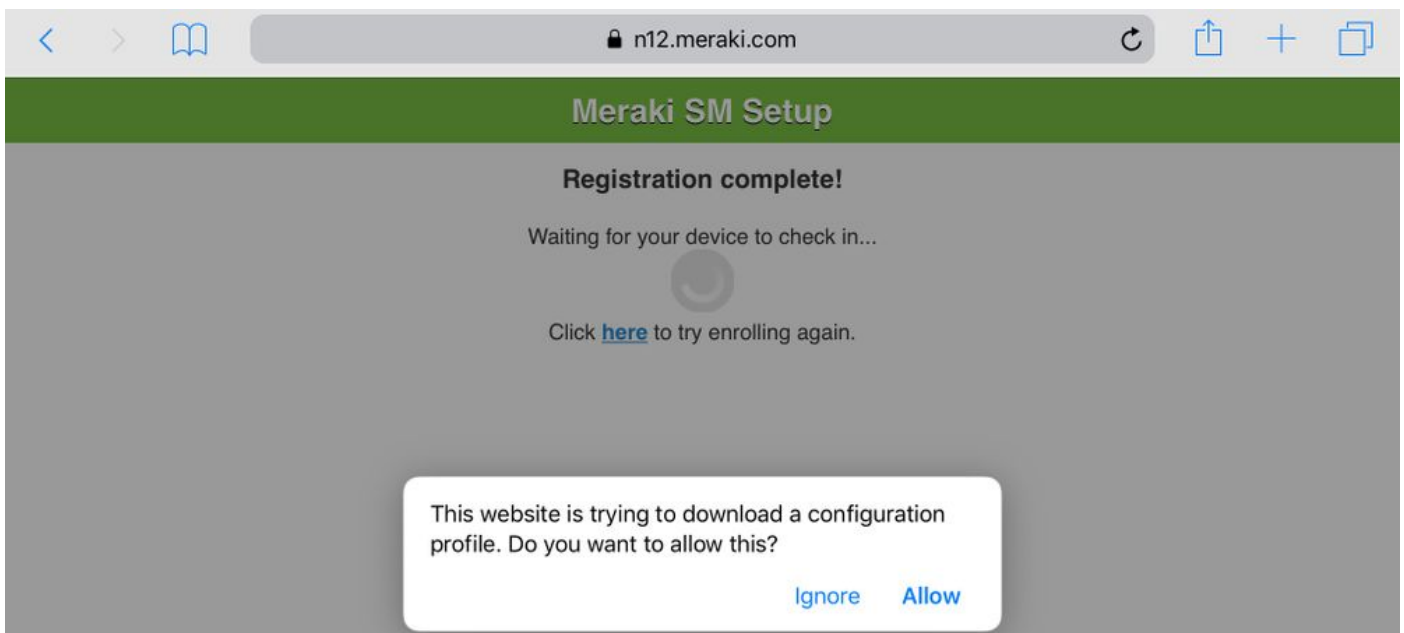 n12.meraki.com
Meraki SM Setup
Registration complete!
Waiting for your device to check in...
Click here to try enrolling again.
This website is trying to download a configuration
profile. Do you want to allow this?
Ignore Allow